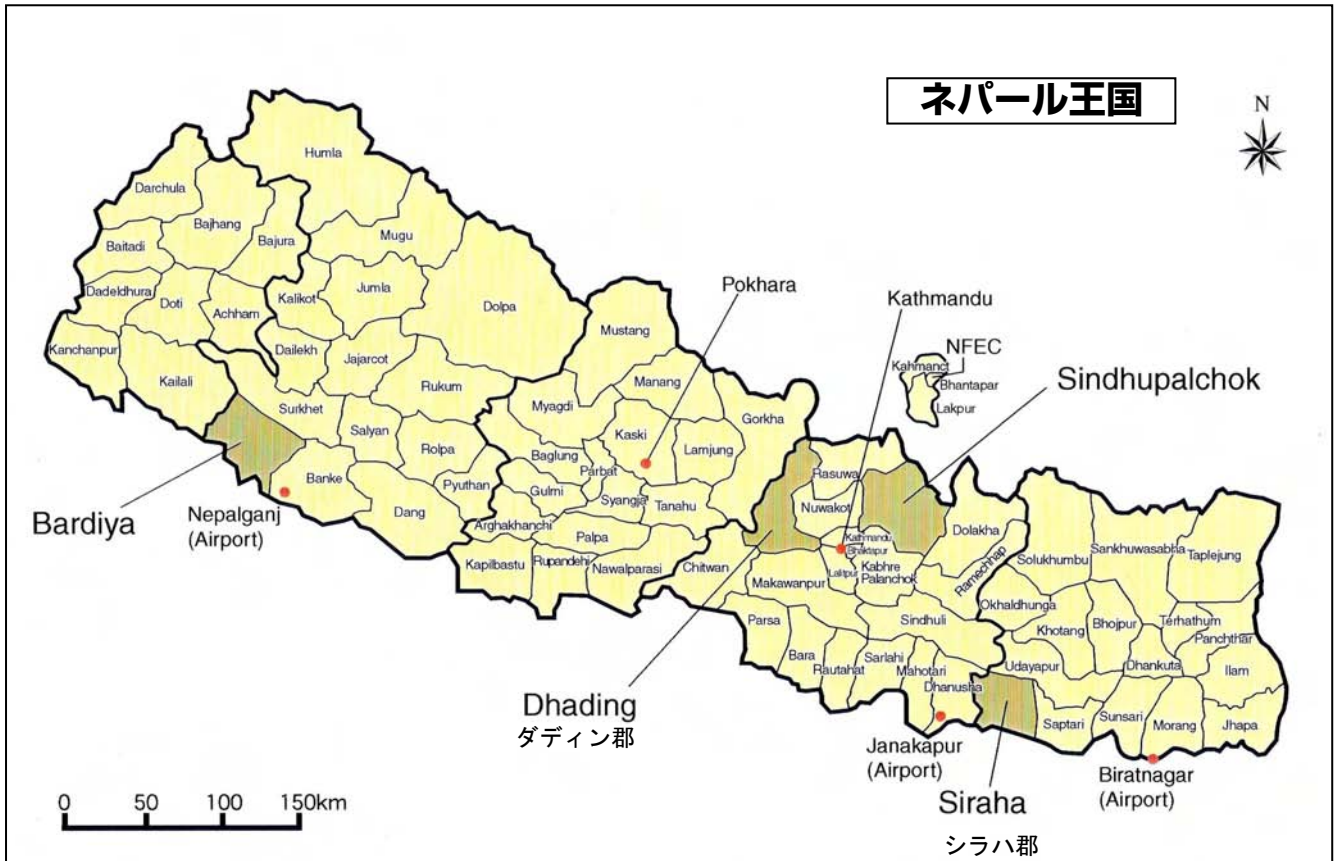 ネパール王国
N
Humla
Darchula
Bajhang
Bajura
Mugu
Baitadi
Dadeldhura
Doti
Achham
Kalikot
Jumla
Dolpa
Kanchanpur
Kailali
Dailekh
Jajarcot
Rukum
Surkhet
Salyan
Rolpa
Banke
Pyuthan
Dang
Bardiya
Nepalganj
(Airport)
Pokhara
Mustang
Manang
Myagdi
Kaski
Lamjung
Gorkha
Baglung
Parbat
Gulmi
Syangja
Tanahu
Arghakhanchi
Palpa
Kapilbastu
Rupandehi
Nawalparasi
Chitwan
Kathmandu
NFEC
Kahmanct
Bhantapar
Lakpur
Sindhupalchok
Rasuwa
Nuwakot
Kathmandu
Bhaktapur
Lalitpur
Kabhre
Palanchok
Dolakha
Ramechhap
Makawanpur
Sindhuli
Parsa
Bara
Rautahat
Sarlahi
Mahotari
Dhanusha
Solukhumbu
Sankhuwasabha
Taplejung
Okhaldhunga
Khotang
Bhojpur
Terhathum
Panchthar
Udayapur
Dhankuta
Ilam
Saptari
Sunsari
Morang
Jhapa
Dhading
ダディン郡
Janakapur
(Airport)
Siraha
シラハ郡
Biratnagar
(Airport)
0 50 100 150km